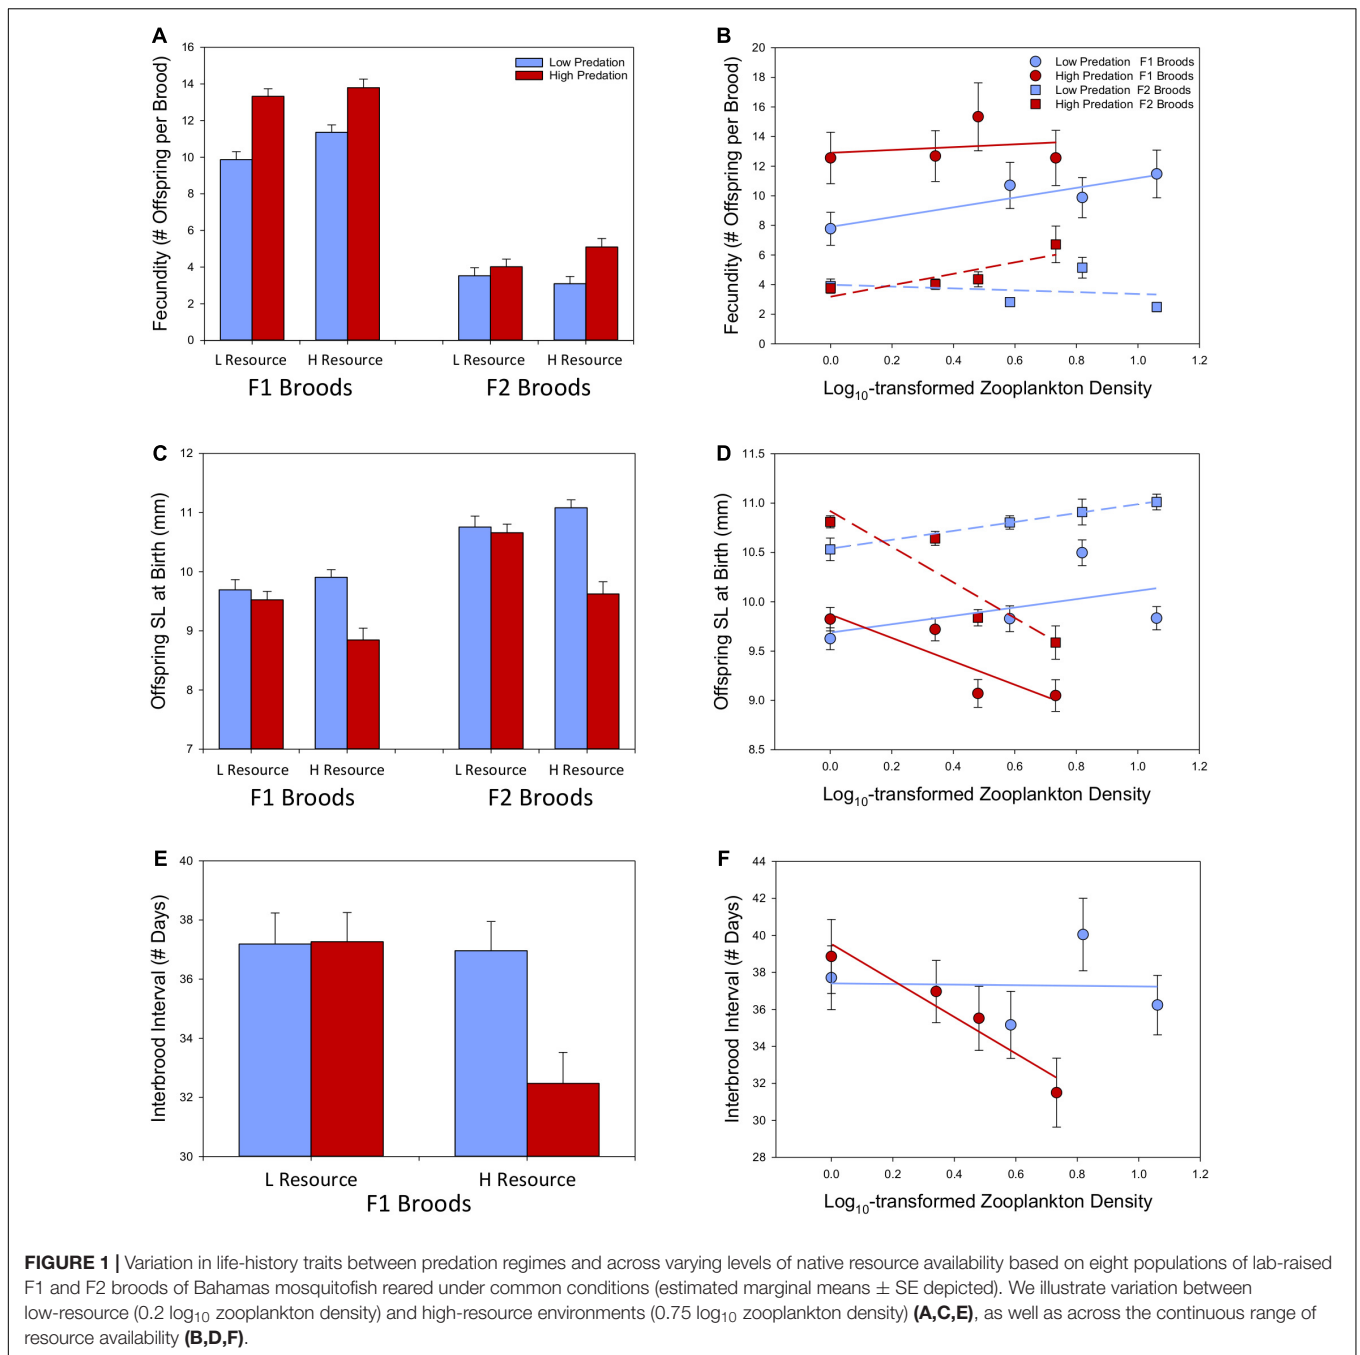 A
Fecundity (# Offspring per Brood)
16
14
12
10
8
6
4
2
0
Low Predation
High Predation
L Resource
H Resource
L Resource
H Resource
F1 Broods
F2 Broods
B
Fecundity (# Offspring per Brood)
20
18
16
14
12
10
8
6
4
2
0
Low Predation F1 Broods
High Predation F1 Broods
Low Predation F2 Broods
High Predation F2 Broods
0.0 0.2 0.4 0.6 0.8 1.0 1.2
Log10-transformed Zooplankton Density
C
Offspring SL at Birth (mm)
12
11
10
9
8
7
L Resource
H Resource
L Resource
H Resource
F1 Broods
F2 Broods
D
Offspring SL at Birth (mm)
11.5
11.0
10.5
10.0
9.5
9.0
8.5
0.0 0.2 0.4 0.6 0.8 1.0 1.2
Log10-transformed Zooplankton Density
E
Interbrood Interval (# Days)
40
38
36
34
32
30
L Resource
H Resource
F1 Broods
F
Interbrood Interval (# Days)
44
42
40
38
36
34
32
30
28
0.0 0.2 0.4 0.6 0.8 1.0 1.2
Log10-transformed Zooplankton Density
FIGURE 1 | Variation in life-history traits between predation regimes and across varying levels of native resource availability based on eight populations of lab-raised
F1 and F2 broods of Bahamas mosquitofish reared under common conditions (estimated marginal means ± SE depicted). We illustrate variation between
low-resource (0.2 log10 zooplankton density) and high-resource environments (0.75 log10 zooplankton density) (A,C,E), as well as across the continuous range of
resource availability (B,D,F).